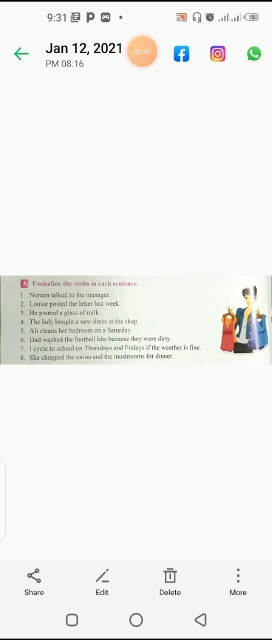 9:31
Jan 12, 2021
PM 08:16
A Underline the verbs in each sentence.
1. Noreen talked to the manager.
2. Louise posted the letter last week.
3. He poured a glass of milk.
4. The lady bought a new dress in the shop.
5. Ali cleans her bedroom on a Saturday.
6. Dad washed the football kits because they were dirty.
7. I cycle to school on Thursdays and Fridays if the weather is fine.
8. She chopped the onion and the mushrooms for dinner.
Share Edit Delete More